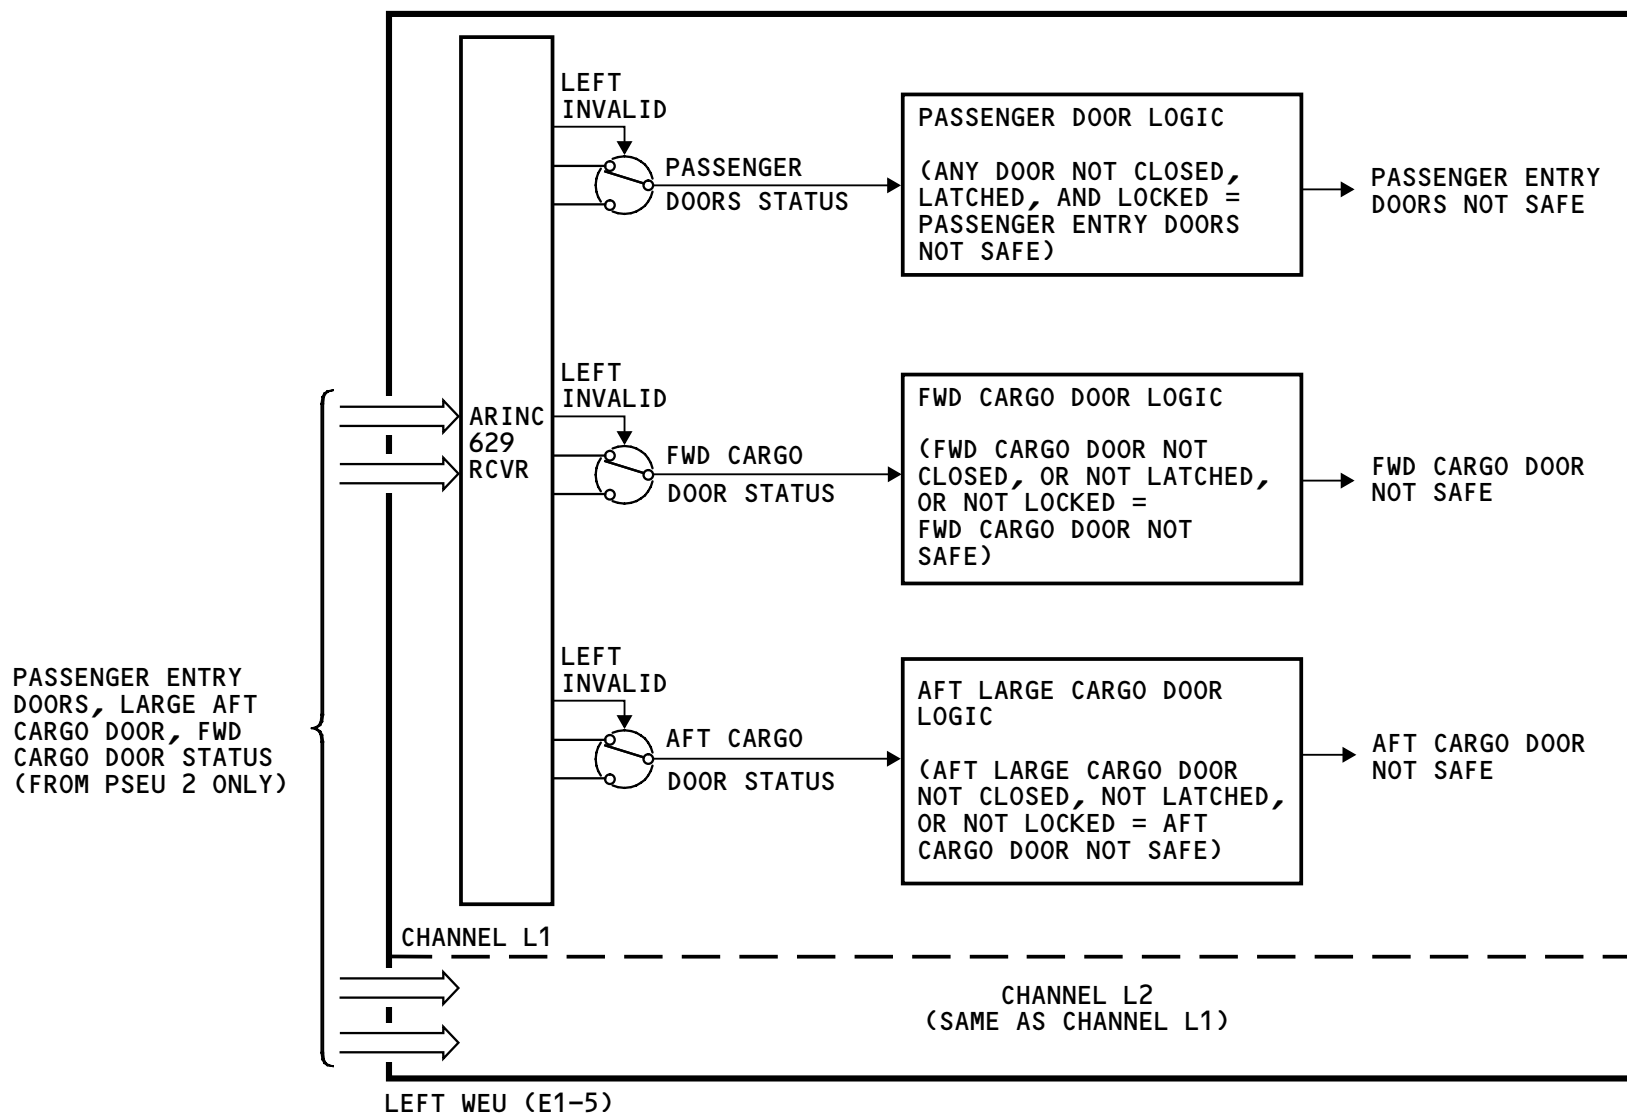 LEFT
INVALID
PASSENGER
DOORS STATUS
PASSENGER DOOR LOGIC
(ANY DOOR NOT CLOSED,
LATCHED, AND LOCKED =
PASSENGER ENTRY DOORS
NOT SAFE)
PASSENGER ENTRY
DOORS NOT SAFE
LEFT
INVALID
ARINC
629
RCVR
FWD CARGO
DOOR STATUS
FWD CARGO DOOR LOGIC
(FWD CARGO DOOR NOT
CLOSED, OR NOT LATCHED,
OR NOT LOCKED =
FWD CARGO DOOR NOT
SAFE)
FWD CARGO DOOR
NOT SAFE
PASSENGER ENTRY
DOORS, LARGE AFT
CARGO DOOR, FWD
CARGO DOOR STATUS
(FROM PSEU 2 ONLY)
LEFT
INVALID
AFT CARGO
DOOR STATUS
AFT LARGE CARGO DOOR
LOGIC
(AFT LARGE CARGO DOOR
NOT CLOSED, NOT LATCHED,
OR NOT LOCKED = AFT
CARGO DOOR NOT SAFE)
AFT CARGO DOOR
NOT SAFE
CHANNEL L1
CHANNEL L2
(SAME AS CHANNEL L1)
LEFT WEU (E1-5)